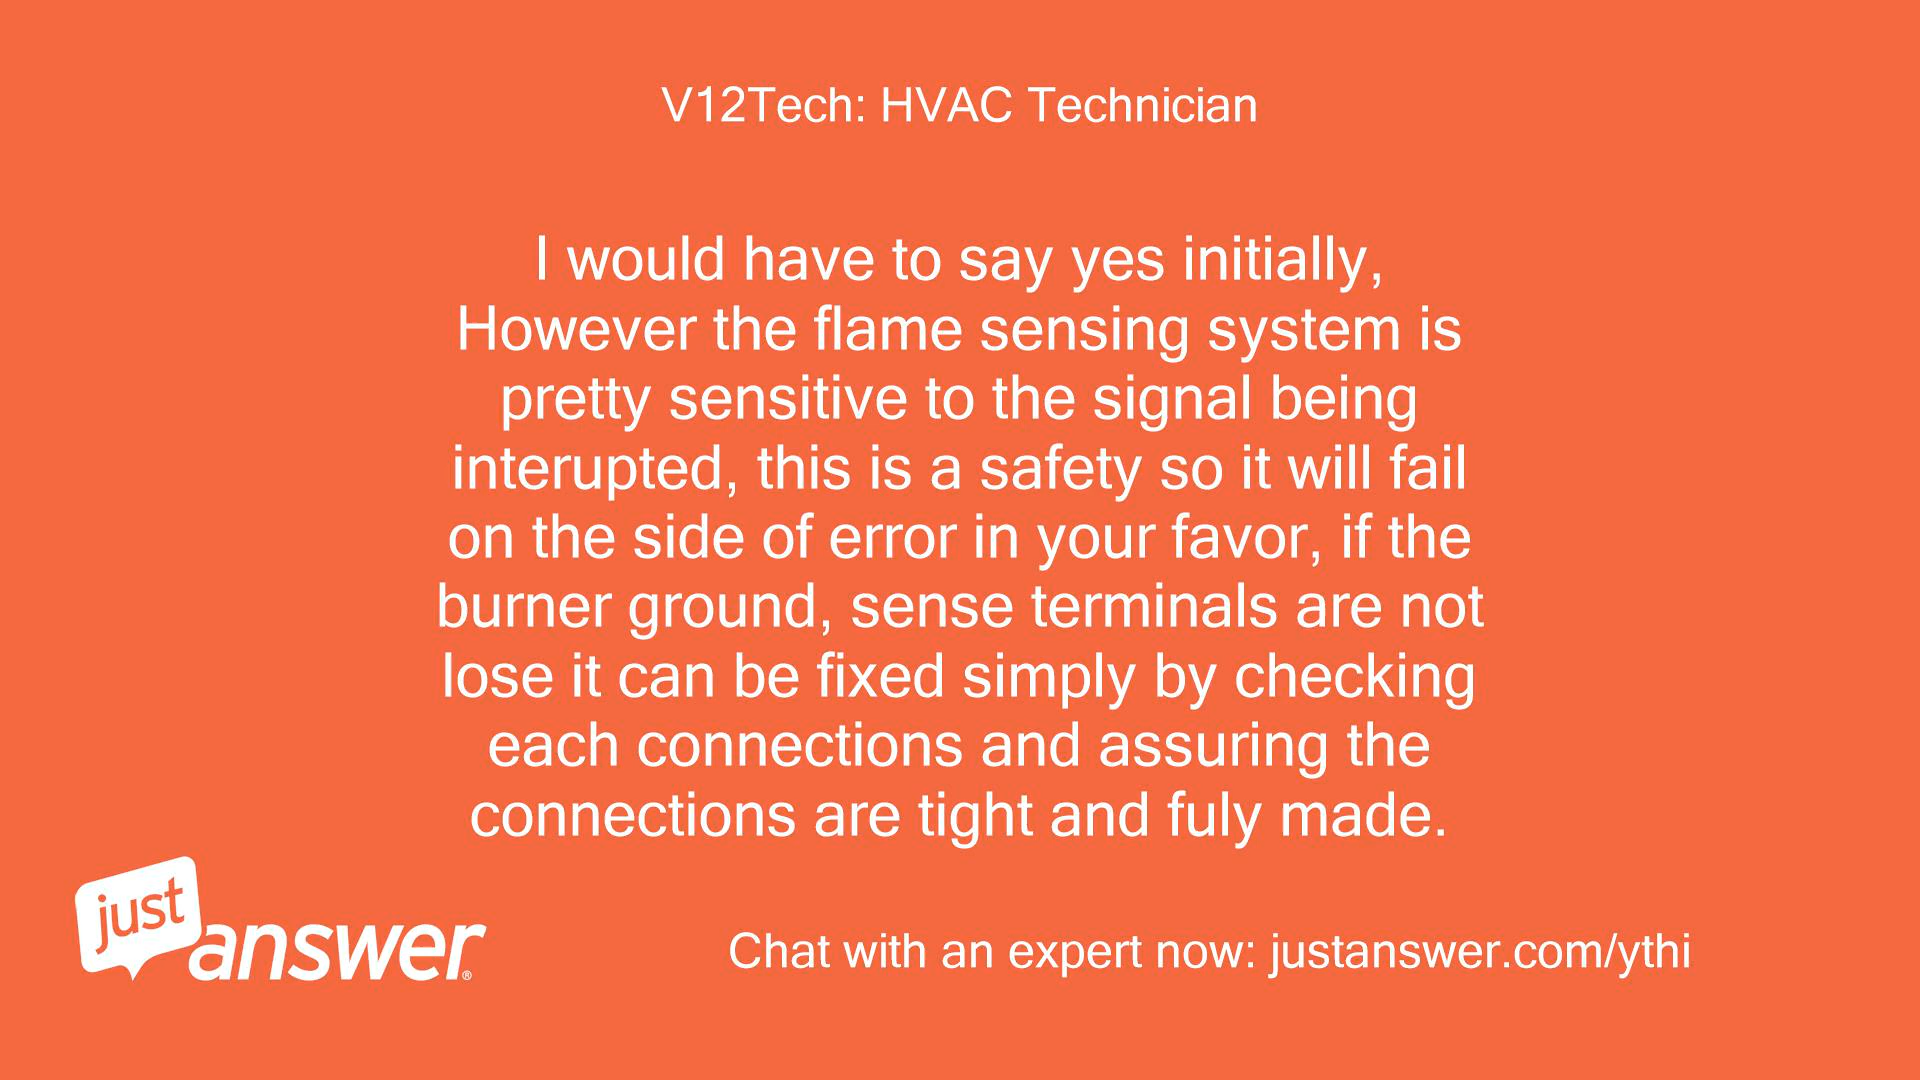 V12Tech: HVAC Technician
I would have to say yes initially,
However the flame sensing system is
pretty sensitive to the signal being
interupted, this is a safety so it will fail
on the side of error in your favor, if the
burner ground, sense terminals are not
lose it can be fixed simply by checking
each connections and assuring the
connections are tight and fuly made.
just
answer®
Chat with an expert now: justanswer.com/ythi